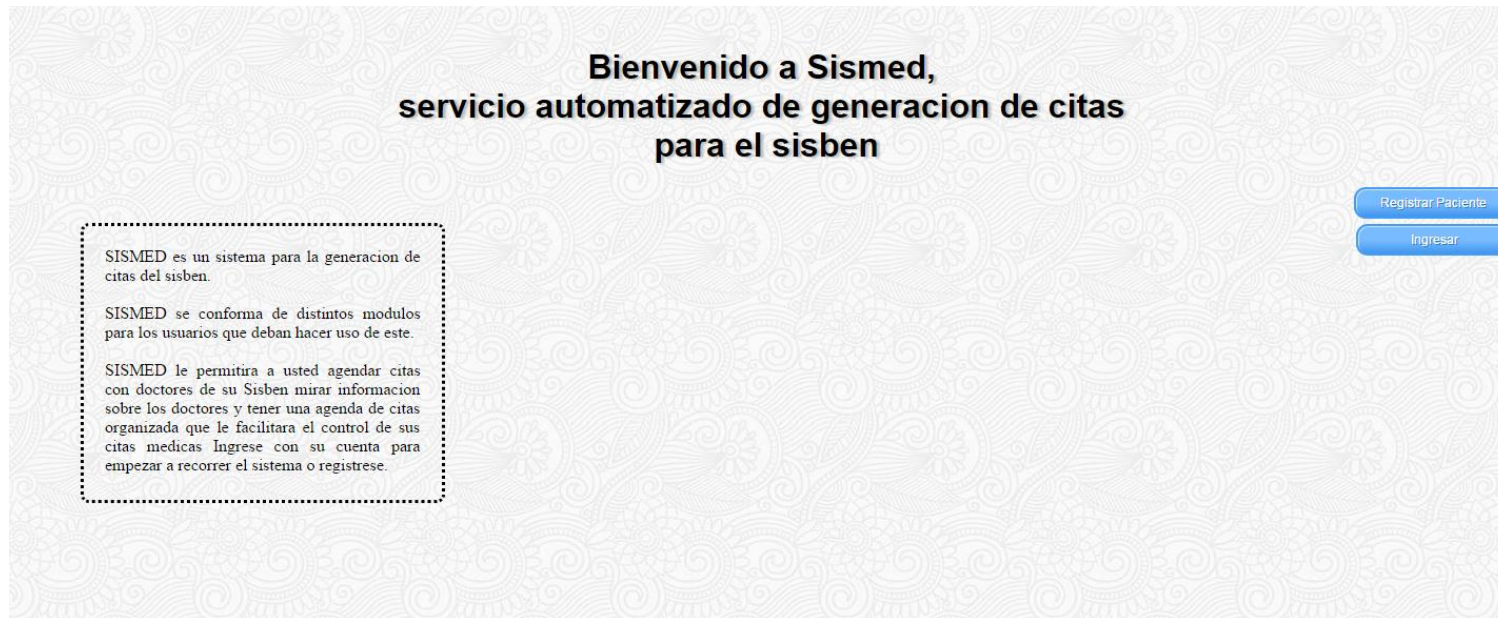 Bienvenido a Sismed,
servicio automatizado de generacion de citas
para el sisben
Registrar Paciente
Ingresar
SISMED es un sistema para la generacion de
citas del sisben.
SISMED se conforma de distintos modulos
para los usuarios que deban hacer uso de este.
SISMED le permitira a usted agendar citas
con doctores de su Sisben mirar informacion
sobre los doctores y tener una agenda de citas
organizada que le facilitara el control de sus
citas medicas Ingrese con su cuenta para
empezar a recorrer el sistema o registrese.